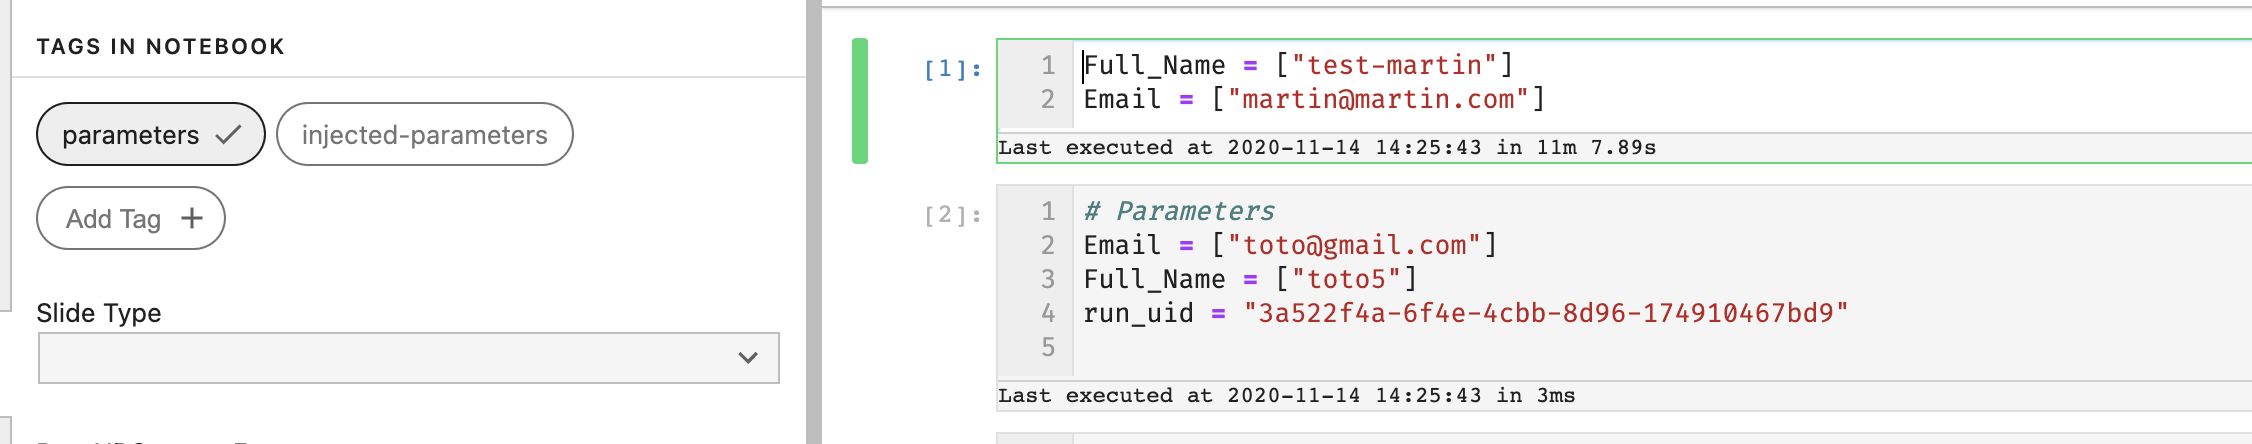 TAGS IN NOTEBOOK
parameters ✓
injected-parameters
Add Tag +
Slide Type
[1]:
1 Full_Name = ["test-martin"]
2 Email = ["martin@martin.com"]
Last executed at 2020-11-14 14:25:43 in 11m 7.89s
[2]:
1 # Parameters
2 Email = ["toto@gmail.com"]
3 Full_Name = ["toto5"]
4 run_uid = "3a522f4a-6f4e-4cbb-8d96-174910467bd9"
5
Last executed at 2020-11-14 14:25:43 in 3ms